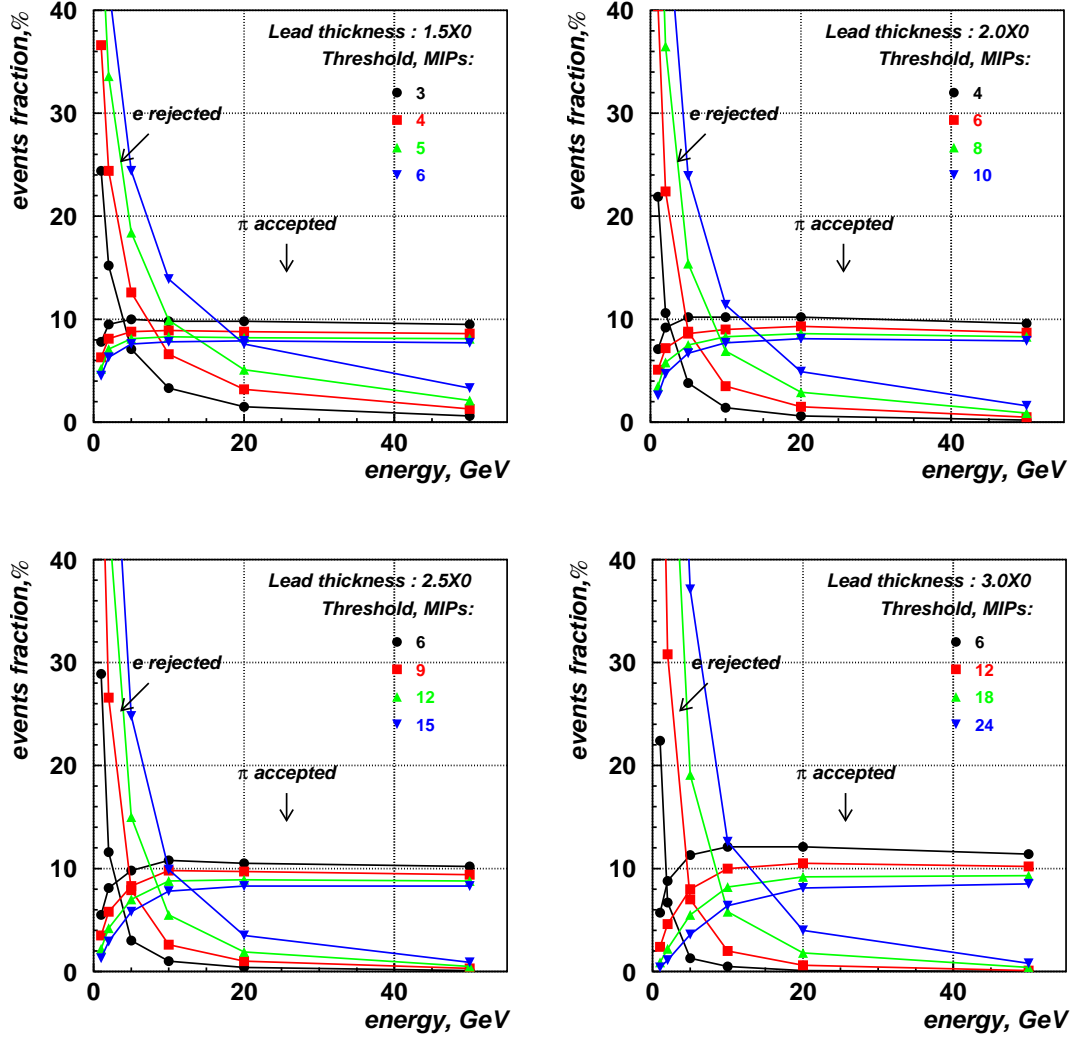 events fraction,%
40
30
20
10
0
Lead thickness : 1.5X0
Threshold, MIPs:
3
4
5
6
e rejected
π accepted
0 20 40
energy, GeV
events fraction,%
40
30
20
10
0
Lead thickness : 2.0X0
Threshold, MIPs:
4
6
8
10
e rejected
π accepted
0 20 40
energy, GeV
events fraction,%
40
30
20
10
0
Lead thickness : 2.5X0
Threshold, MIPs:
6
9
12
15
e rejected
π accepted
0 20 40
energy, GeV
events fraction,%
40
30
20
10
0
Lead thickness : 3.0X0
Threshold, MIPs:
6
12
18
24
e rejected
π accepted
0 20 40
energy, GeV